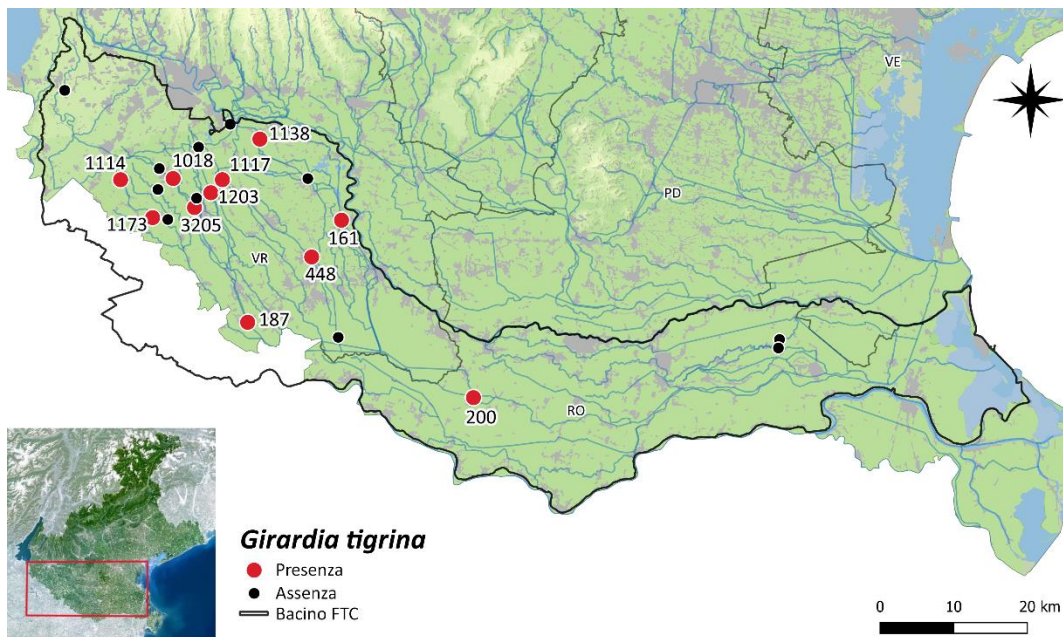 VE
1138
1114
1018
1117
1203
PD
1173
3205
161
VR
448
187
200
RO
Girardia tigrina
Presenza
Assenza
Bacino FTC
0 10 20 km